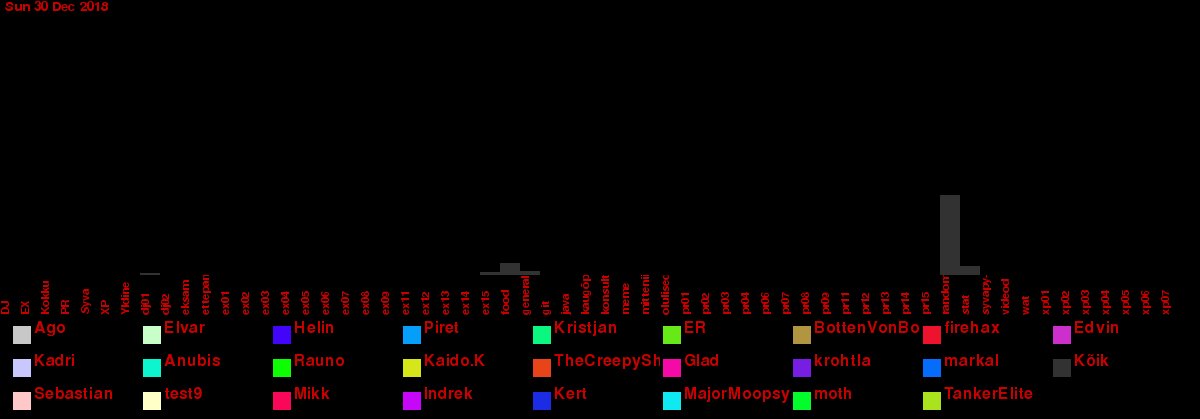 Sun 30 Dec 2018
DJ EX Kokku PR Syva XP Yldine dj01 dj02 eksam ettepan ex01 ex02 ex03 ex04 ex05 ex06 ex07 ex08 ex09 ex11 ex12 ex13 ex14 ex15 food general git java kaugõp konsult meme mitteni olulisec pr01 pr02 pr03 pr04 pr06 pr07 pr08 pr09 pr11 pr12 pr13 pr14 pr15 random stat syvapy- videod wat xp01 xp02 xp03 xp04 xp05 xp06 xp07
Ago Elvar Helin Piret Kristjan ER BottenVonBo firehax Edvin
Kadri Anubis Rauno Kaido.K TheCreepySh Glad krohtla markal Kõik
Sebastian test9 Mikk Indrek Kert MajorMoopsy moth TankerElite